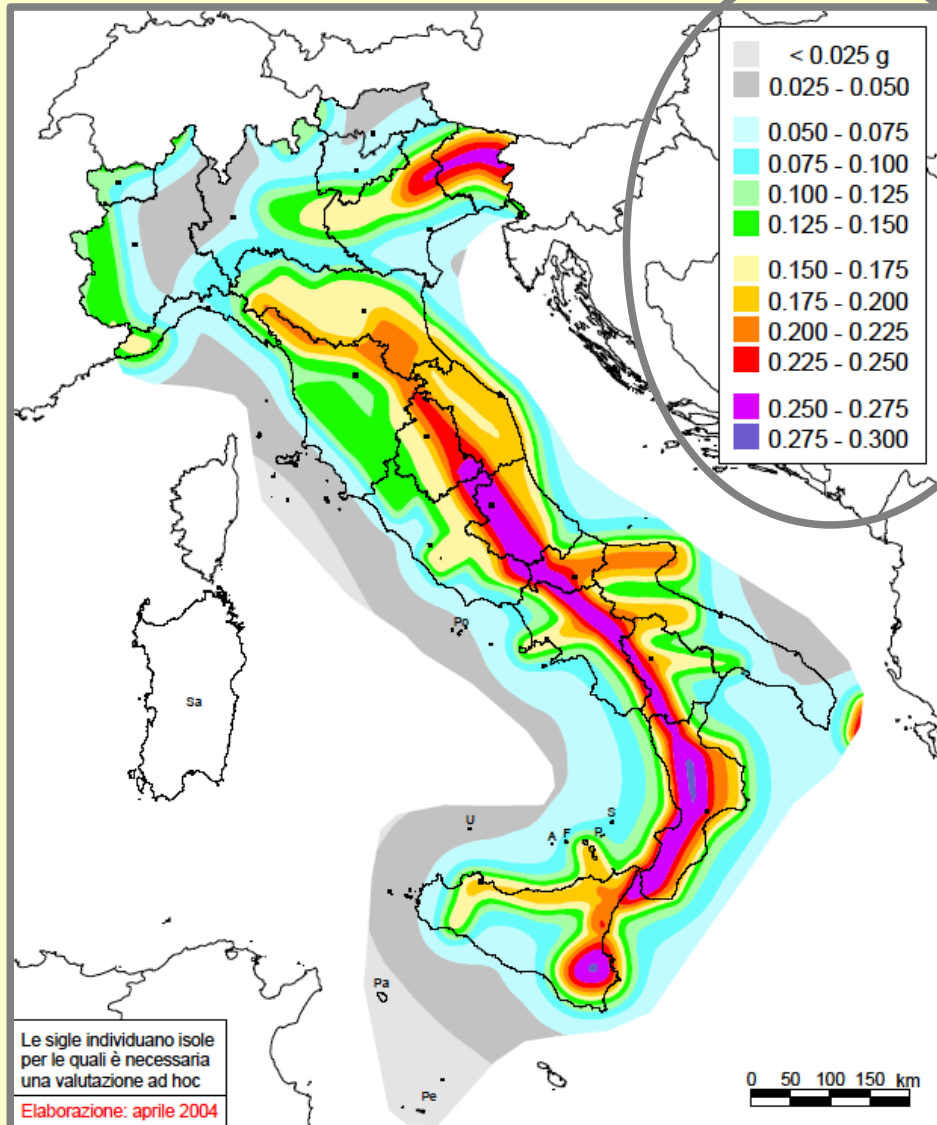 < 0.025 g
0.025 - 0.050
0.050 - 0.075
0.075 - 0.100
0.100 - 0.125
0.125 - 0.150
0.150 - 0.175
0.175 - 0.200
0.200 - 0.225
0.225 - 0.250
0.250 - 0.275
0.275 - 0.300
Po
Sa
S
U
A F P
Pa
Pe
Le sigle individuano isole
per le quali è necessaria
una valutazione ad hoc
Elaborazione: aprile 2004
0 50 100 150 km